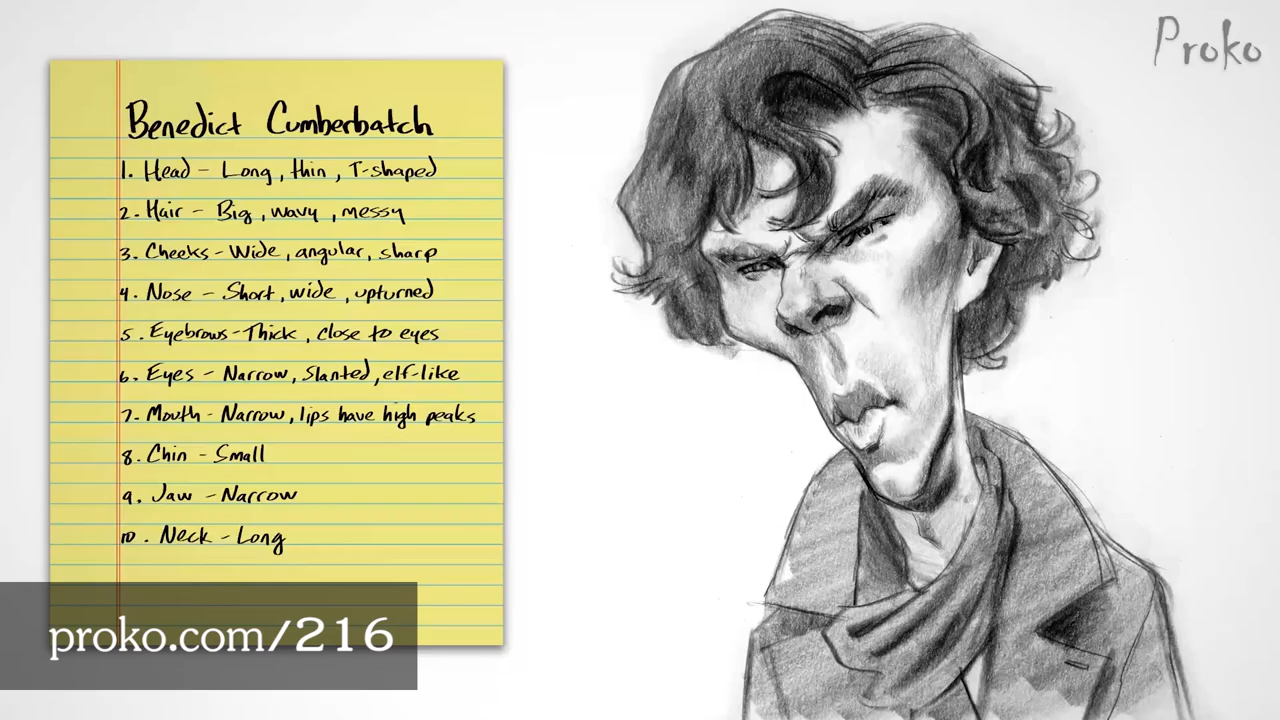 Proko
Benedict Cumberbatch
1. Head - Long, thin, T-shaped
2. Hair - Big, wavy, messy
3. Cheeks - Wide, angular, sharp
4. Nose - Short, wide, upturned
5. Eyebrows - Thick, close to eyes
6. Eyes - Narrow, slanted, elf-like
7. Mouth - Narrow, lips have high peaks
8. Chin - Small
9. Jaw - Narrow
10. Neck - Long
proko.com/216